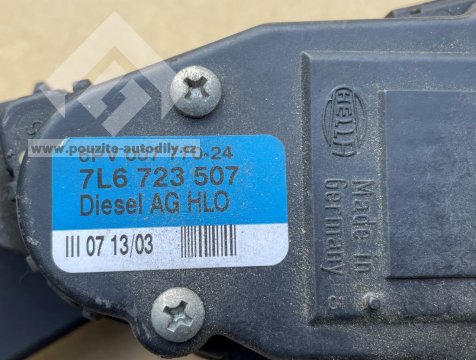 www.pouzite-autodily.cz
7L6 723 507
Diesel AG HLO
III 07 13/03
HELLA
Made in
Germany